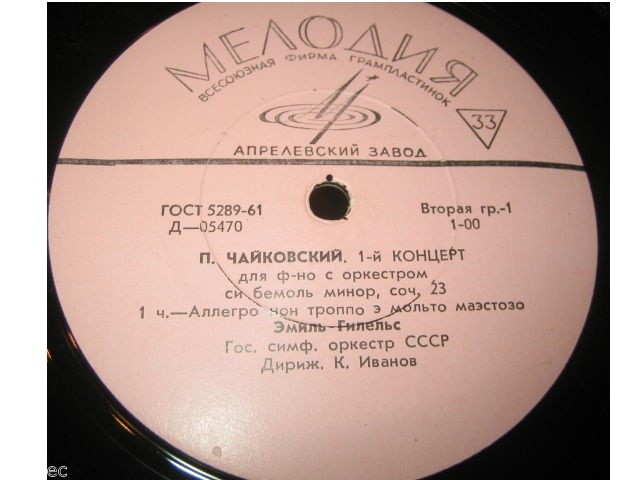 МЕЛОДИЯ
ВСЕСОЮЗНАЯ ФИРМА ГРАМПЛАСТИНОК
33
АПРЕЛЕВСКИЙ ЗАВОД
ГОСТ 5289-61 Вторая гр.-1
Д—05470 1-00
П. ЧАЙКОВСКИЙ. 1-й КОНЦЕРТ
для ф-но с оркестром
си бемоль минор, соч. 23
1 ч.—Аллегро нон троппо э мольто маэстозо
Эмиль Гилельс
Гос. симф. оркестр СССР
Дириж. К. Иванов
ec